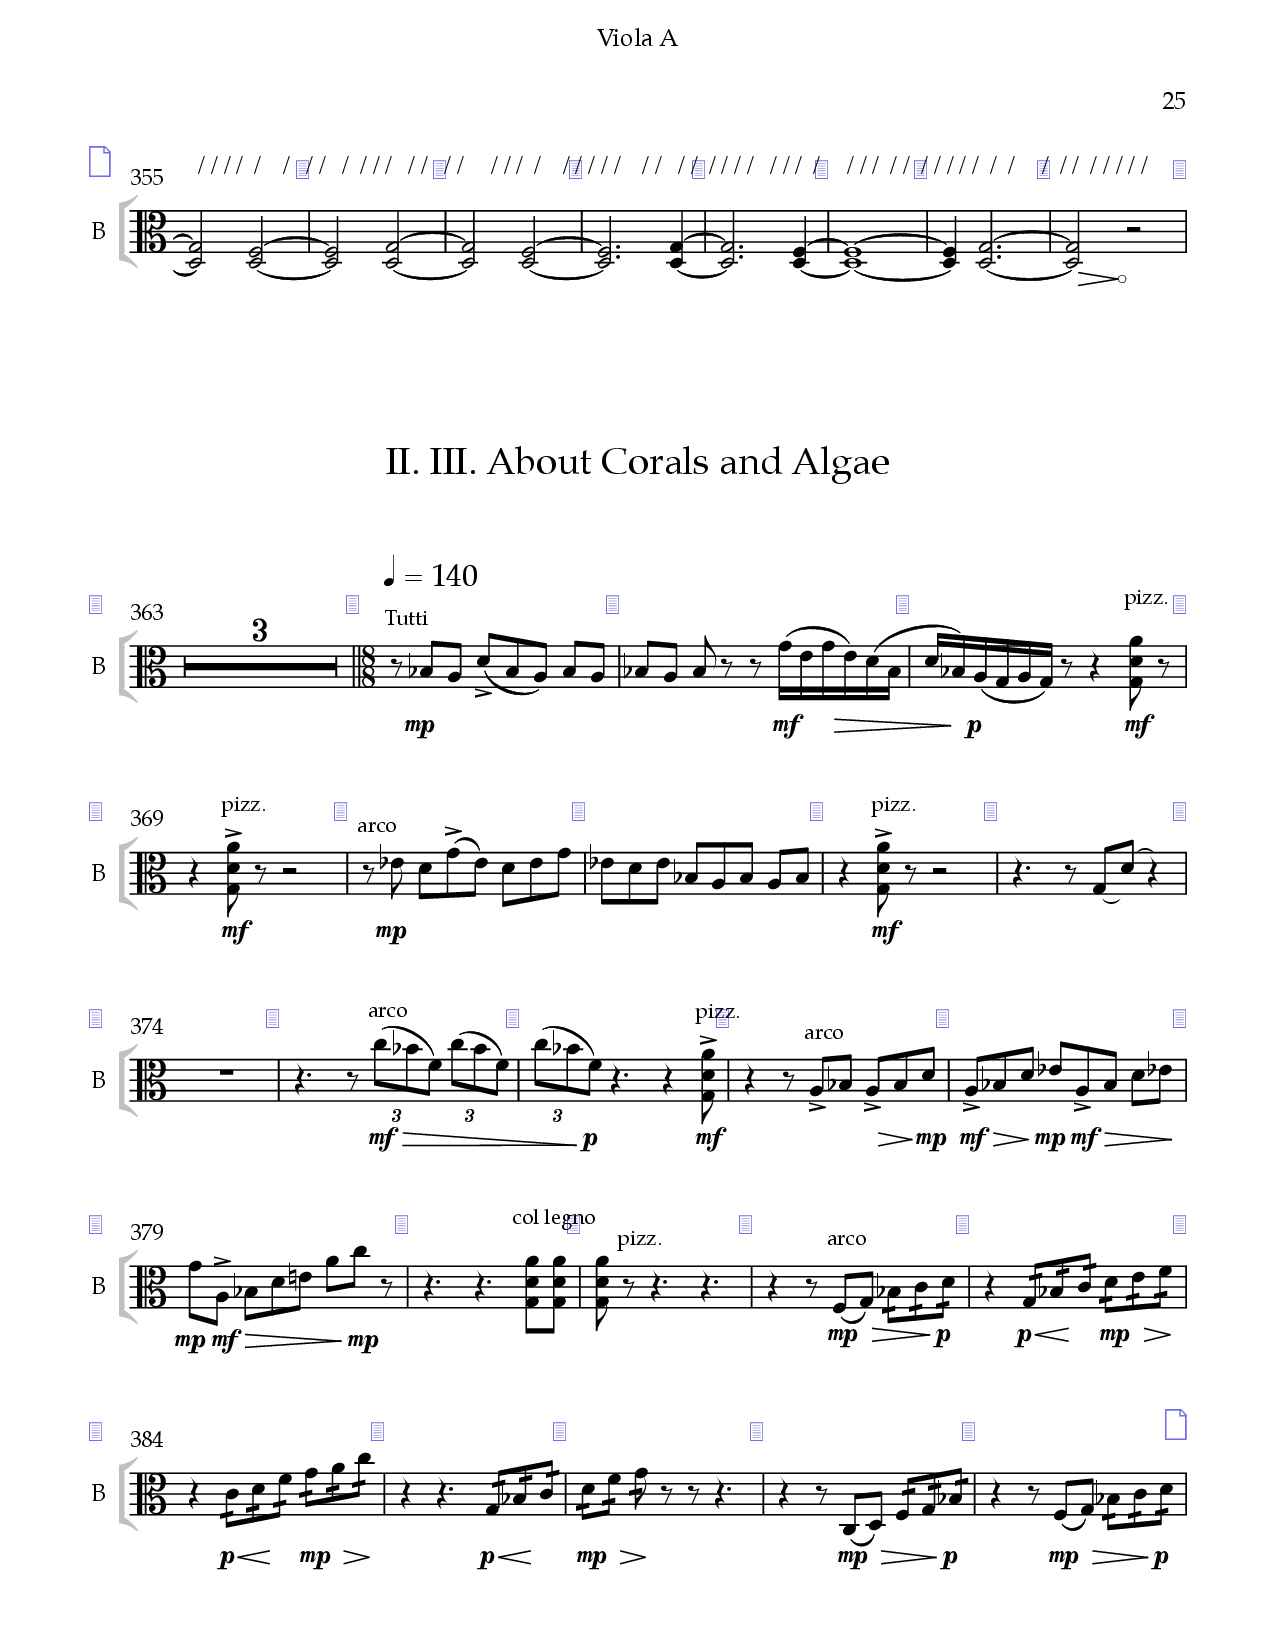 Viola A
25
/ / / / / / / / / / / / / / / / / / / / / / / / / / / / / / / / / / / / / / / / / / / / / / / / / / / / / / / / / / / /
355
B
II. III. About Corals and Algae
♩ = 140
363
3
Tutti
pizz.
B
8
8
mp mf p mf
369
pizz. arco pizz.
B
mf mp mf
374
arco pizz. arco
B
3 3 3
mf p mf mp mf mp mf
379
col legno pizz. arco
B
mp mf mp mp p p mp
384
B
p mp p mp mp p mp p